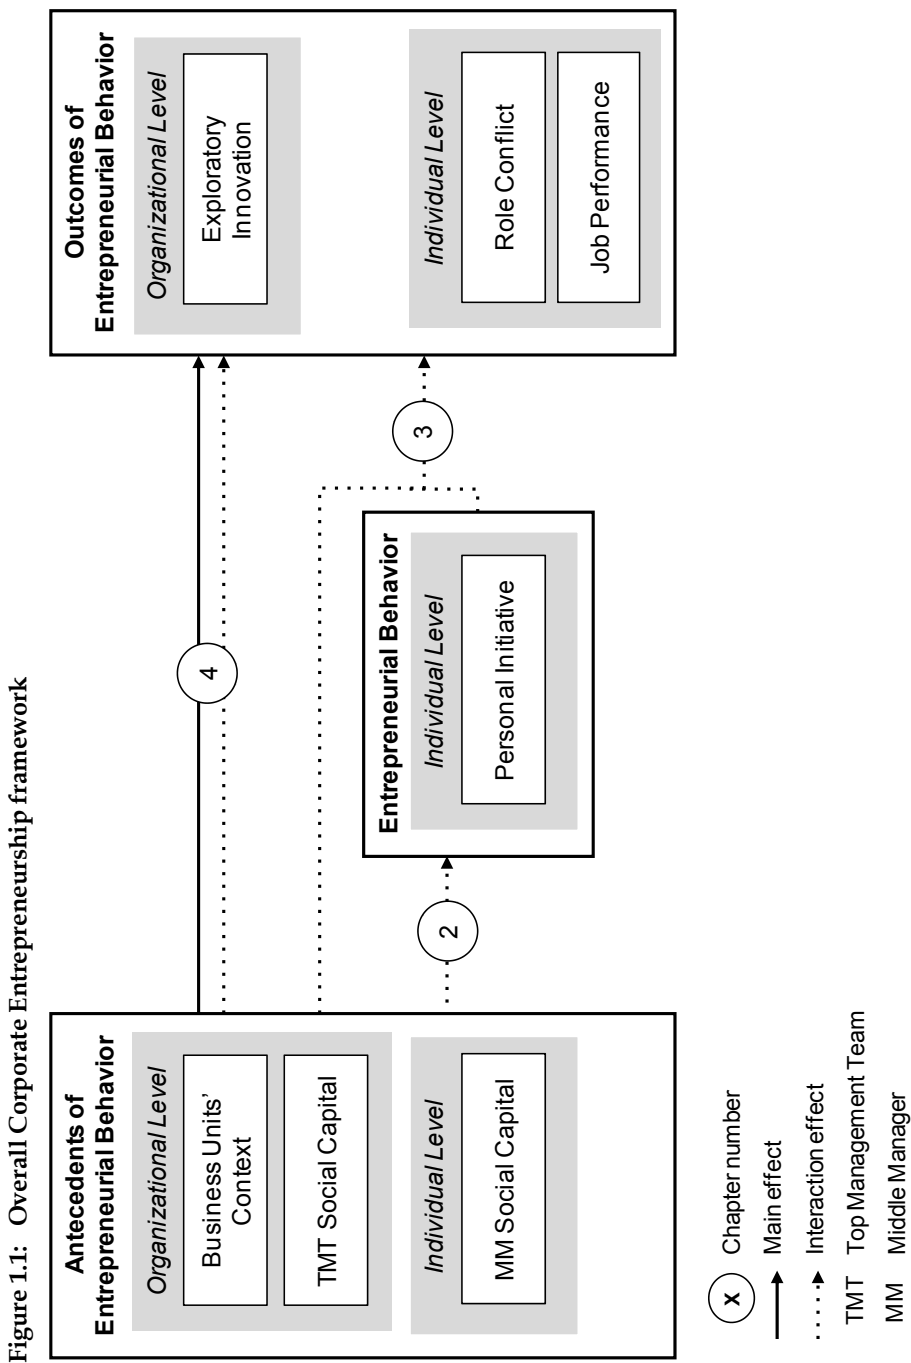 Figure 1.1: Overall Corporate Entrepreneurship framework
Antecedents of
Entrepreneurial Behavior
Organizational Level
Business Units’
Context
TMT Social Capital
Individual Level
MM Social Capital
2
Entrepreneurial Behavior
Individual Level
Personal Initiative
4
3
Outcomes of
Entrepreneurial Behavior
Organizational Level
Exploratory
Innovation
Individual Level
Role Conflict
Job Performance
X Chapter number
Main effect
Interaction effect
TMT Top Management Team
MM Middle Manager